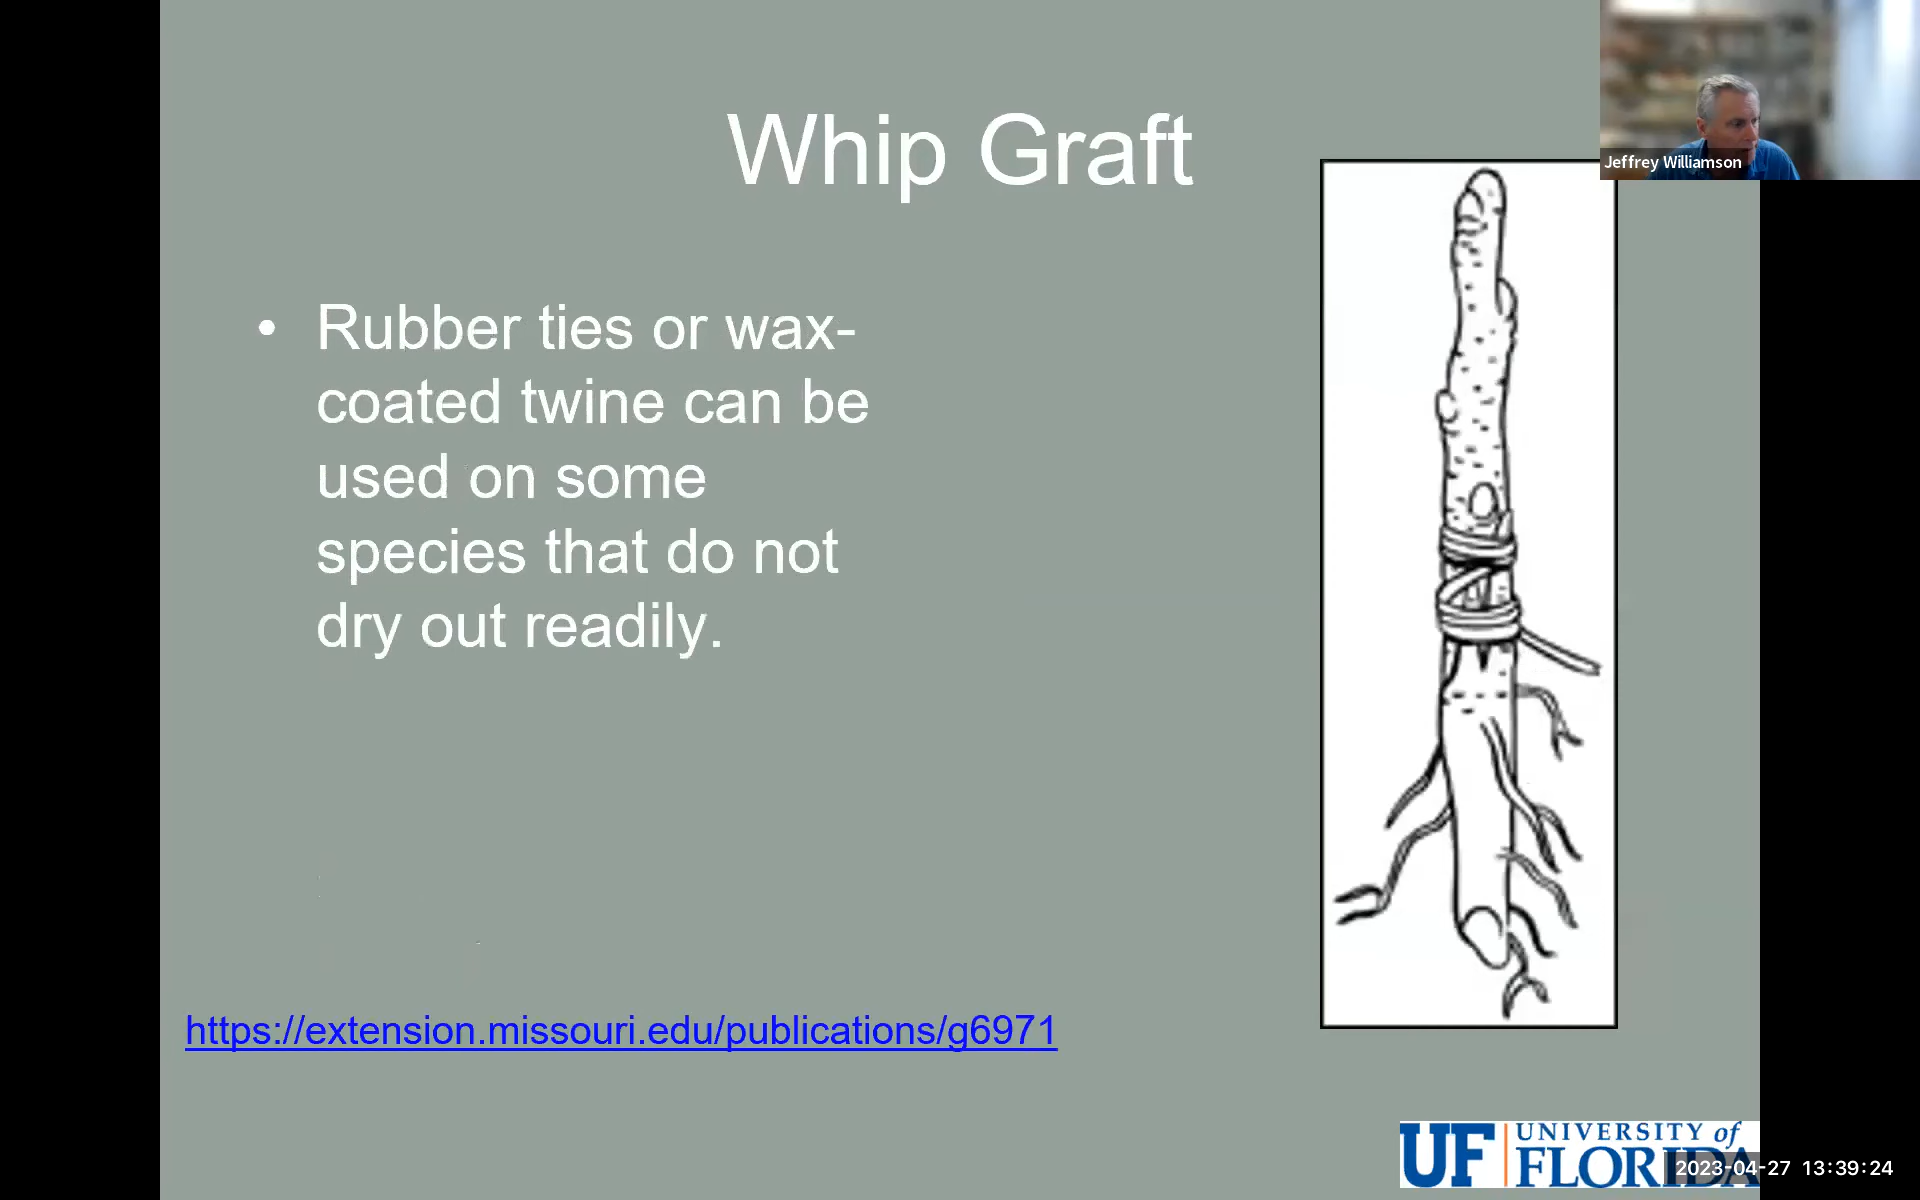 Whip Graft
Jeffrey Williamson
• Rubber ties or wax-
coated twine can be
used on some
species that do not
dry out readily.
https://extension.missouri.edu/publications/g6971
UF UNIVERSITY of
FLORIDA
2023-04-27 13:39:24